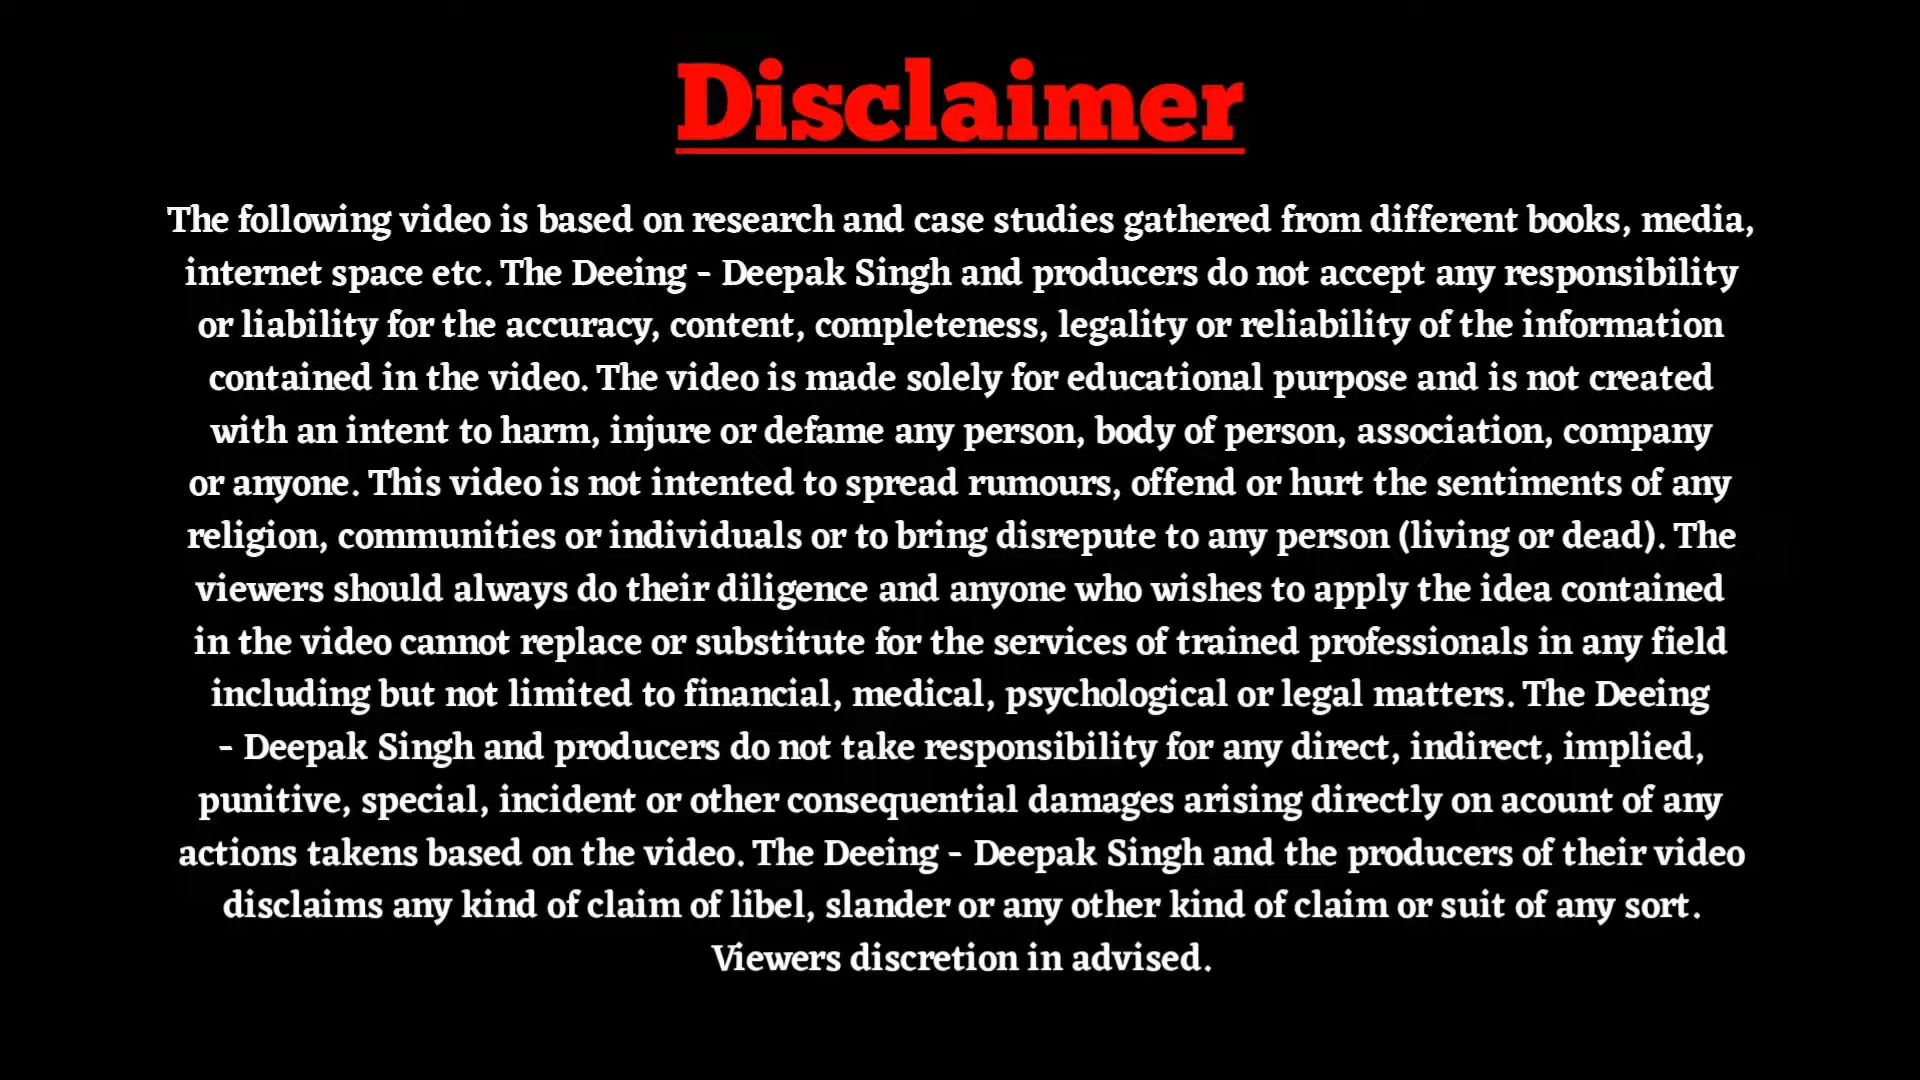 Disclaimer
The following video is based on research and case studies gathered from different books, media,
internet space etc. The Deeing - Deepak Singh and producers do not accept any responsibility
or liability for the accuracy, content, completeness, legality or reliability of the information
contained in the video. The video is made solely for educational purpose and is not created
with an intent to harm, injure or defame any person, body of person, association, company
or anyone. This video is not intented to spread rumours, offend or hurt the sentiments of any
religion, communities or individuals or to bring disrepute to any person (living or dead). The
viewers should always do their diligence and anyone who wishes to apply the idea contained
in the video cannot replace or substitute for the services of trained professionals in any field
including but not limited to financial, medical, psychological or legal matters. The Deeing
- Deepak Singh and producers do not take responsibility for any direct, indirect, implied,
punitive, special, incident or other consequential damages arising directly on acount of any
actions takens based on the video. The Deeing - Deepak Singh and the producers of their video
disclaims any kind of claim of libel, slander or any other kind of claim or suit of any sort.
Viewers discretion in advised.